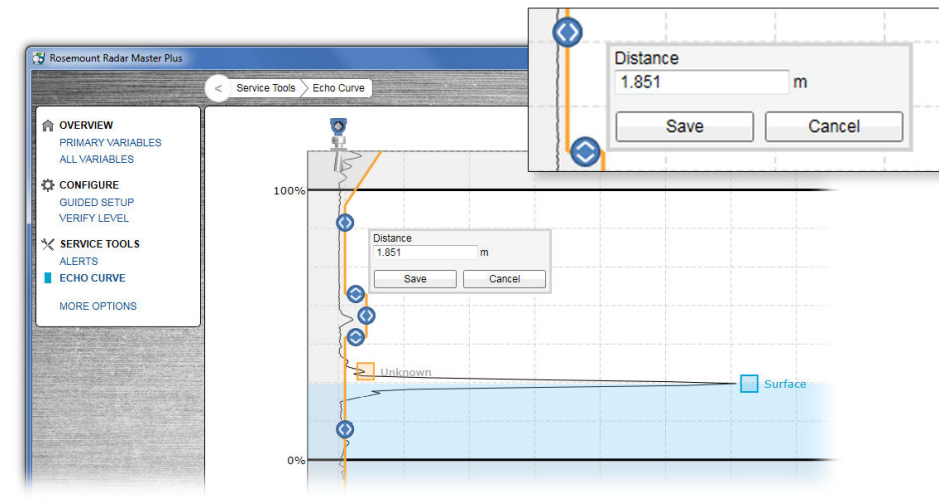 Distance
1.851 m
Save Cancel
Rosemount Radar Master Plus
< Service Tools Echo Curve
OVERVIEW
PRIMARY VARIABLES
ALL VARIABLES
CONFIGURE
GUIDED SETUP
VERIFY LEVEL
SERVICE TOOLS
ALERTS
ECHO CURVE
MORE OPTIONS
100%
Distance
1.851 m
Save Cancel
Unknown
Surface
0%